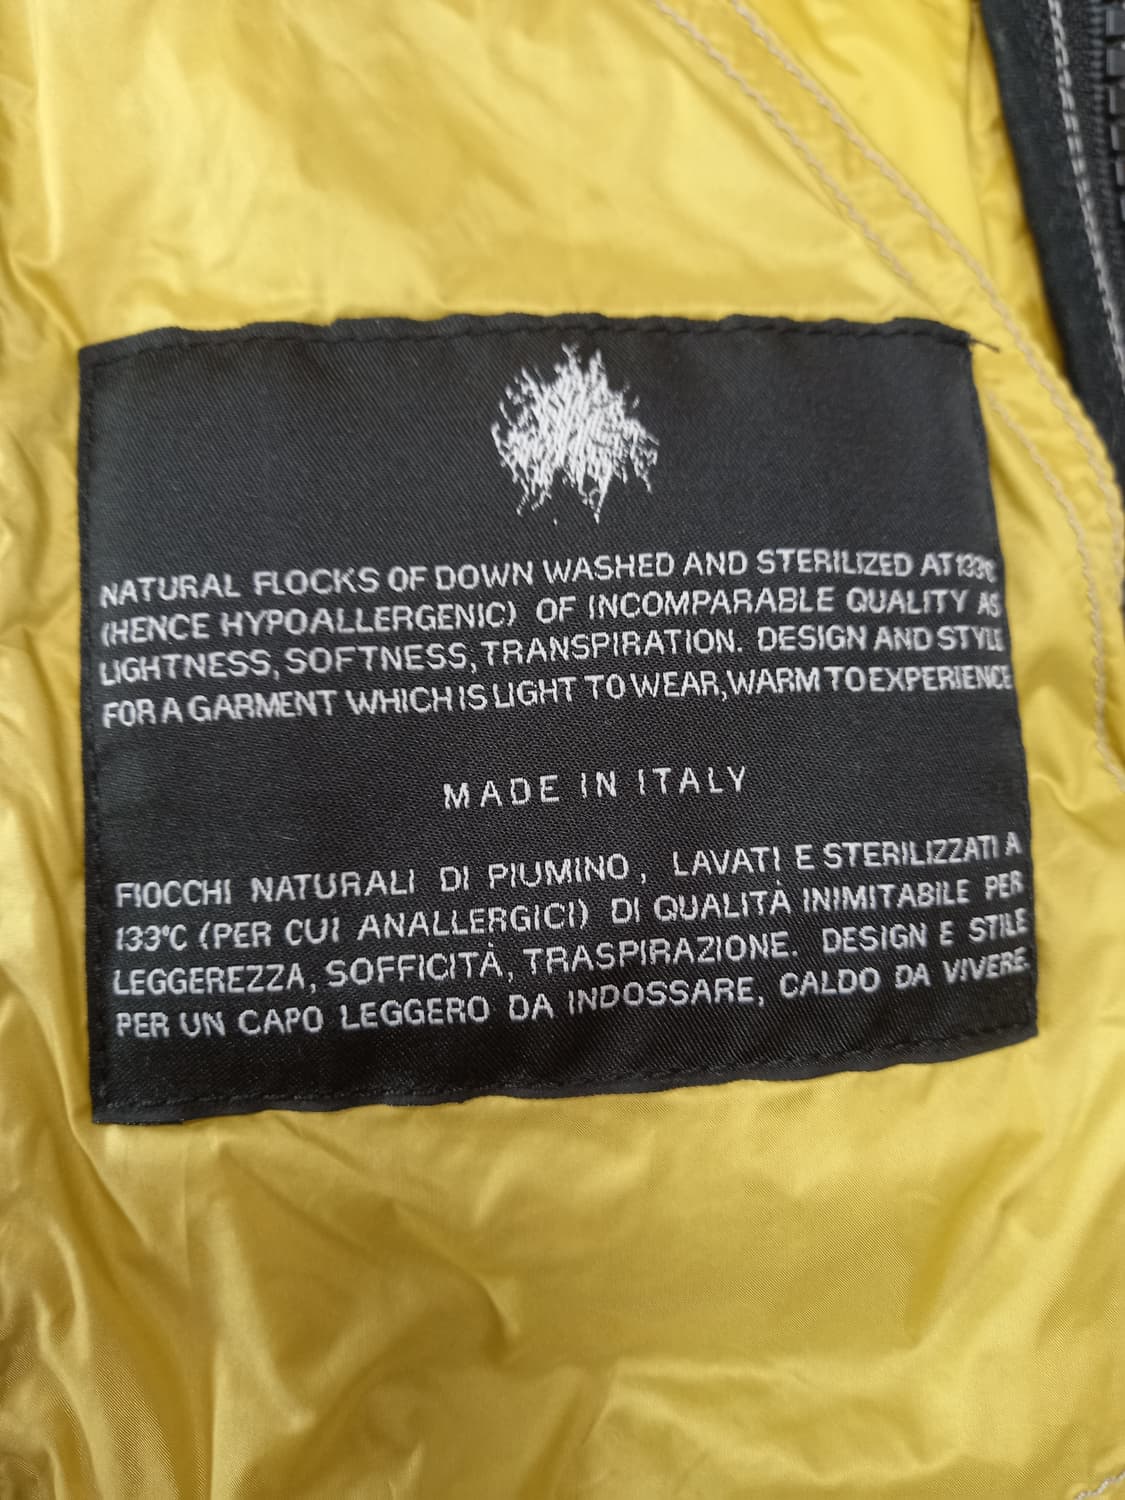 NATURAL FLOCKS OF DOWN WASHED AND STERILIZED AT 133°C
(HENCE HYPOALLERGENIC) OF INCOMPARABLE QUALITY AS
LIGHTNESS, SOFTNESS, TRANSPIRATION. DESIGN AND STYLE
FOR A GARMENT WHICH IS LIGHT TO WEAR, WARM TO EXPERIENCE
MADE IN ITALY
FIOCCHI NATURALI DI PIUMINO, LAVATI E STERILIZZATI A
133°C (PER CUI ANALLERGICI) DI QUALITÀ INIMITABILE PER
LEGGEREZZA, SOFFICITÀ, TRASPIRAZIONE. DESIGN E STILE
PER UN CAPO LEGGERO DA INDOSSARE, CALDO DA VIVERE.